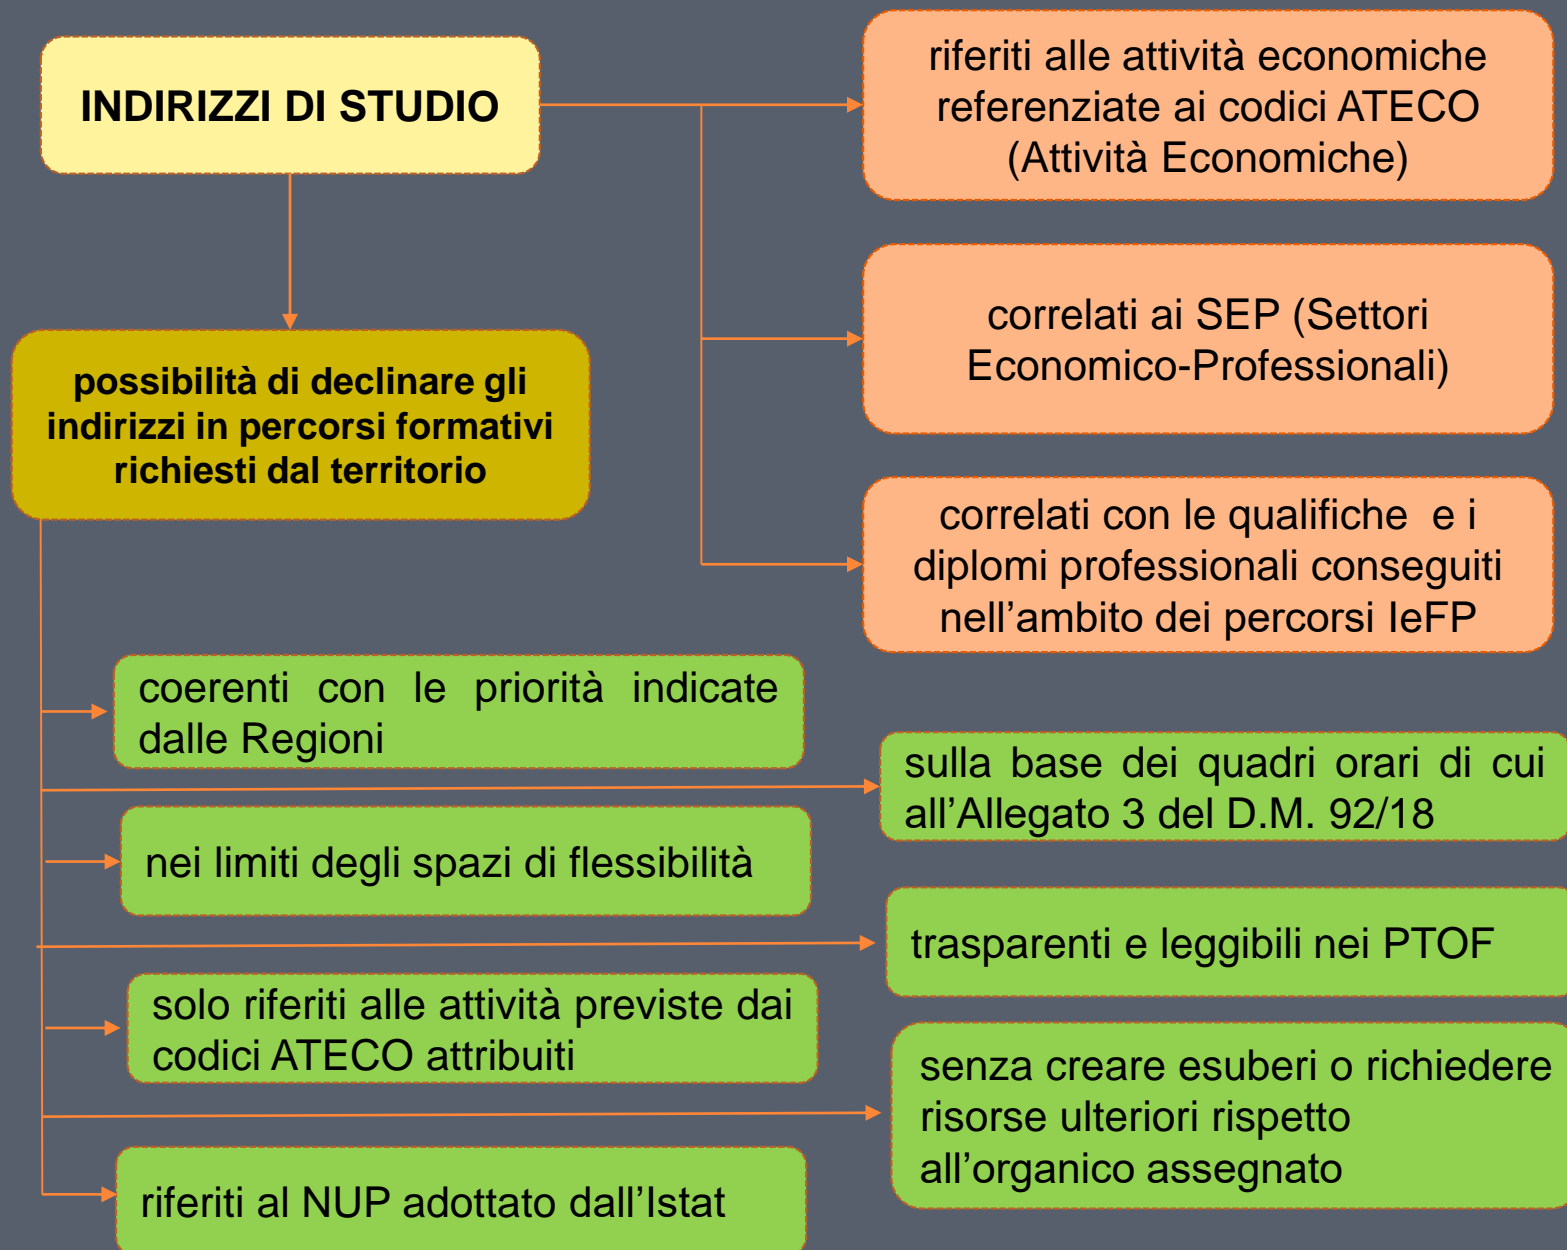 INDIRIZZI DI STUDIO
riferiti alle attività economiche
referenziate ai codici ATECO
(Attività Economiche)
correlati ai SEP (Settori
Economico-Professionali)
possibilità di declinare gli
indirizzi in percorsi formativi
richiesti dal territorio
correlati con le qualifiche e i
diplomi professionali conseguiti
nell’ambito dei percorsi IeFP
coerenti con le priorità indicate
dalle Regioni
sulla base dei quadri orari di cui
all’Allegato 3 del D.M. 92/18
nei limiti degli spazi di flessibilità
trasparenti e leggibili nei PTOF
solo riferiti alle attività previste dai
codici ATECO attribuiti
senza creare esuberi o richiedere
risorse ulteriori rispetto
all’organico assegnato
riferiti al NUP adottato dall’Istat